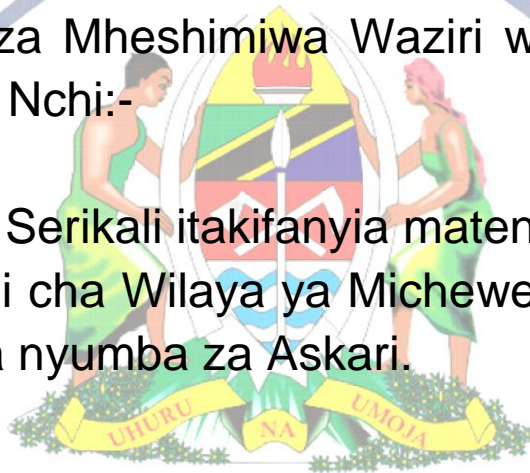 za Mheshimiwa Waziri w
Nchi:-
Serikali itakifanyia maten
i cha Wilaya ya Michewe
a nyumba za Askari.
UHURU NA UMOJA